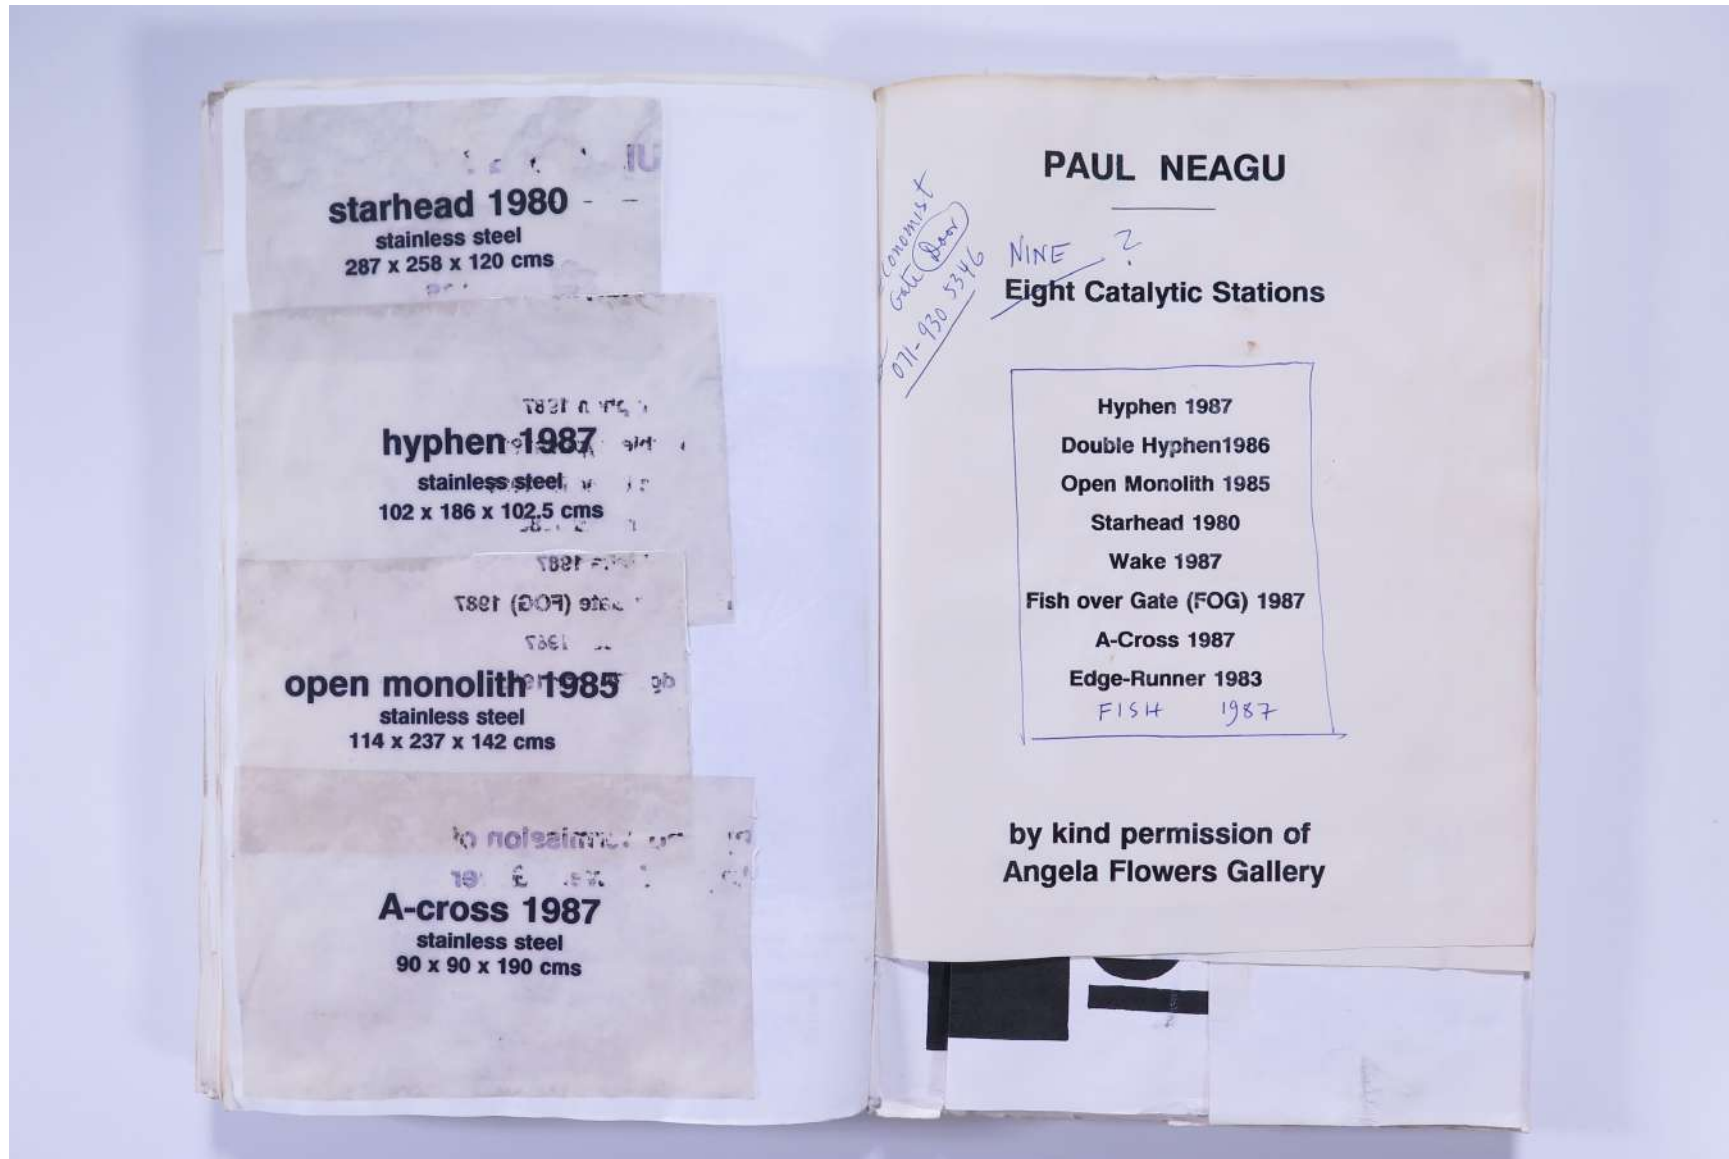 starhead 1980
stainless steel
287 x 258 x 120 cms
hyphen 1987
stainless steel
102 x 186 x 102.5 cms
open monolith 1985
stainless steel
114 x 237 x 142 cms
A-cross 1987
stainless steel
90 x 90 x 190 cms
PAUL NEAGU
Gate Door
071-930 5346
NINE ?
Eight Catalytic Stations
Hyphen 1987
Double Hyphen1986
Open Monolith 1985
Starhead 1980
Wake 1987
Fish over Gate (FOG) 1987
A-Cross 1987
Edge-Runner 1983
FISH 1987
by kind permission of
Angela Flowers Gallery